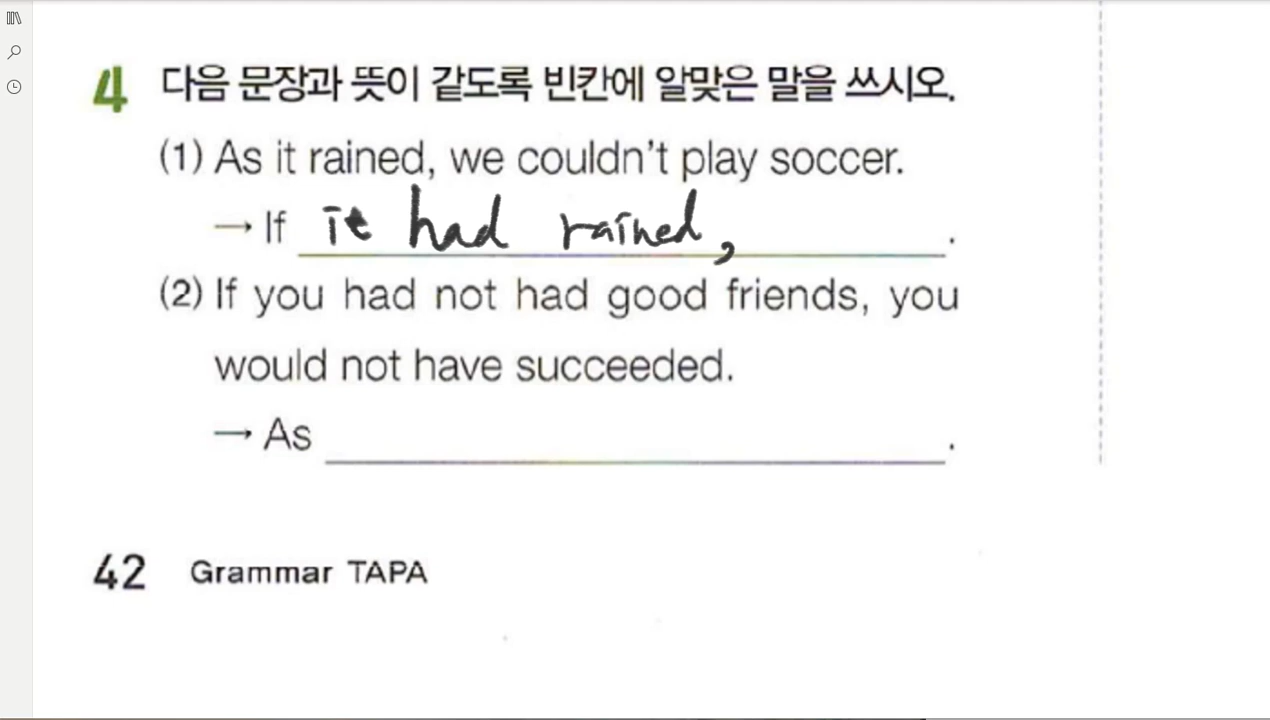 4 다음 문장과 뜻이 같도록 빈칸에 알맞은 말을 쓰시오.
(1) As it rained, we couldn't play soccer.
→ If it had rained, .
(2) If you had not had good friends, you
would not have succeeded.
→ As .
42 Grammar TAPA